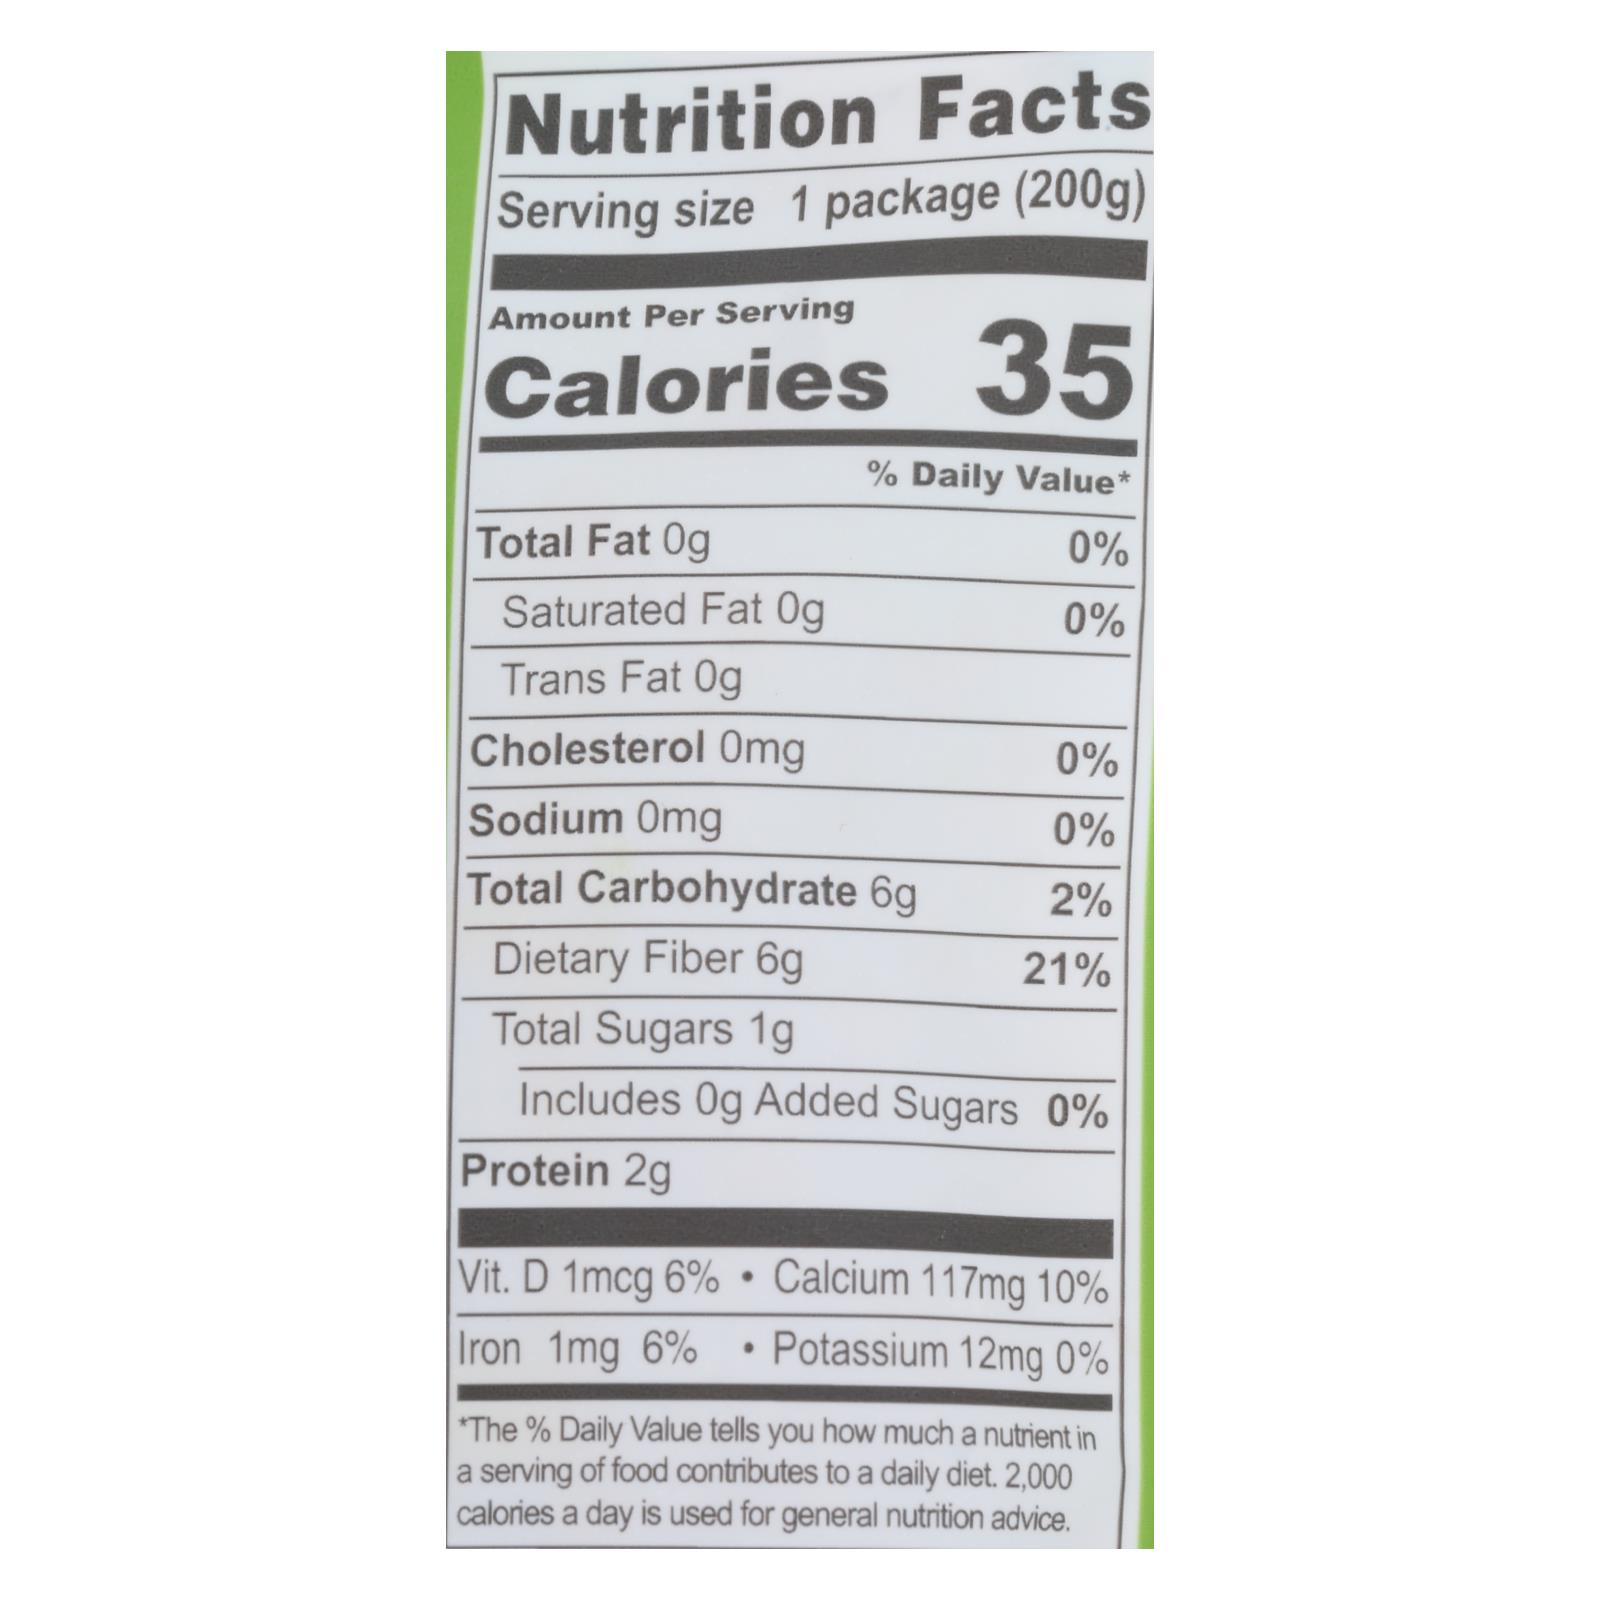 Nutrition Facts
Serving size 1 package (200g)
Amount Per Serving
Calories 35
% Daily Value*
Total Fat 0g 0%
Saturated Fat 0g 0%
Trans Fat 0g
Cholesterol 0mg 0%
Sodium 0mg 0%
Total Carbohydrate 6g 2%
Dietary Fiber 6g 21%
Total Sugars 1g
Includes 0g Added Sugars 0%
Protein 2g
Vit. D 1mcg 6% • Calcium 117mg 10%
Iron 1mg 6% • Potassium 12mg 0%
*The % Daily Value tells you how much a nutrient in
a serving of food contributes to a daily diet. 2,000
calories a day is used for general nutrition advice.